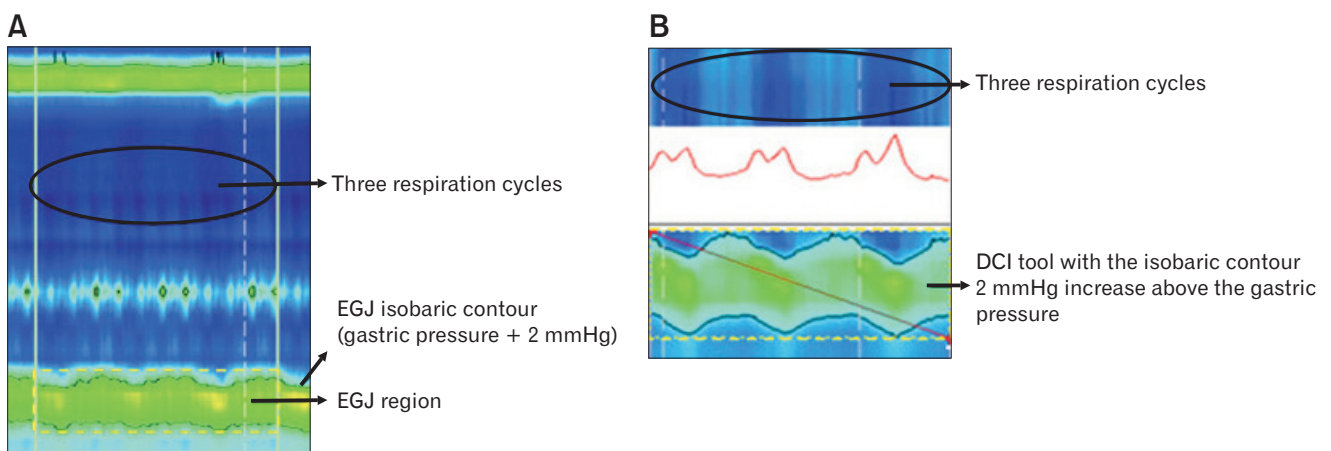 A
Three respiration cycles
EGJ isobaric contour
(gastric pressure + 2 mmHg)
EGJ region
B
Three respiration cycles
DCI tool with the isobaric contour
2 mmHg increase above the gastric
pressure